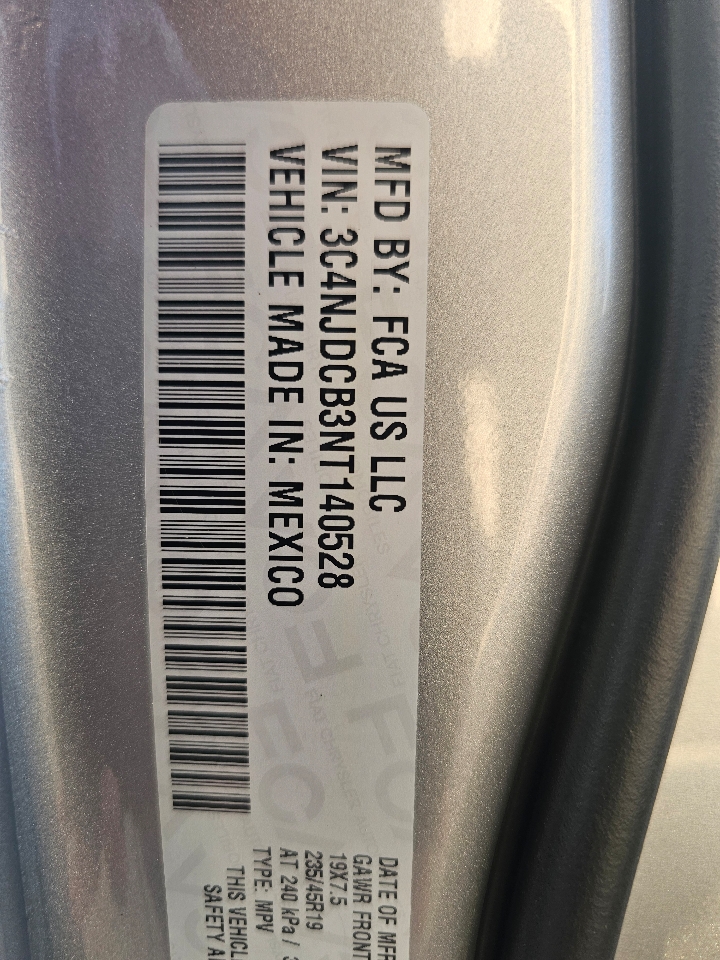 MFD BY: FCA US LLC
VIN: 3C4NJDCB3NT140528
VEHICLE MADE IN: MEXICO
DATE OF MFR
GAWR FRONT
19X7.5
235/45R19
AT 240 kPa /
TYPE: MPV
THIS VEHICLE
SAFETY